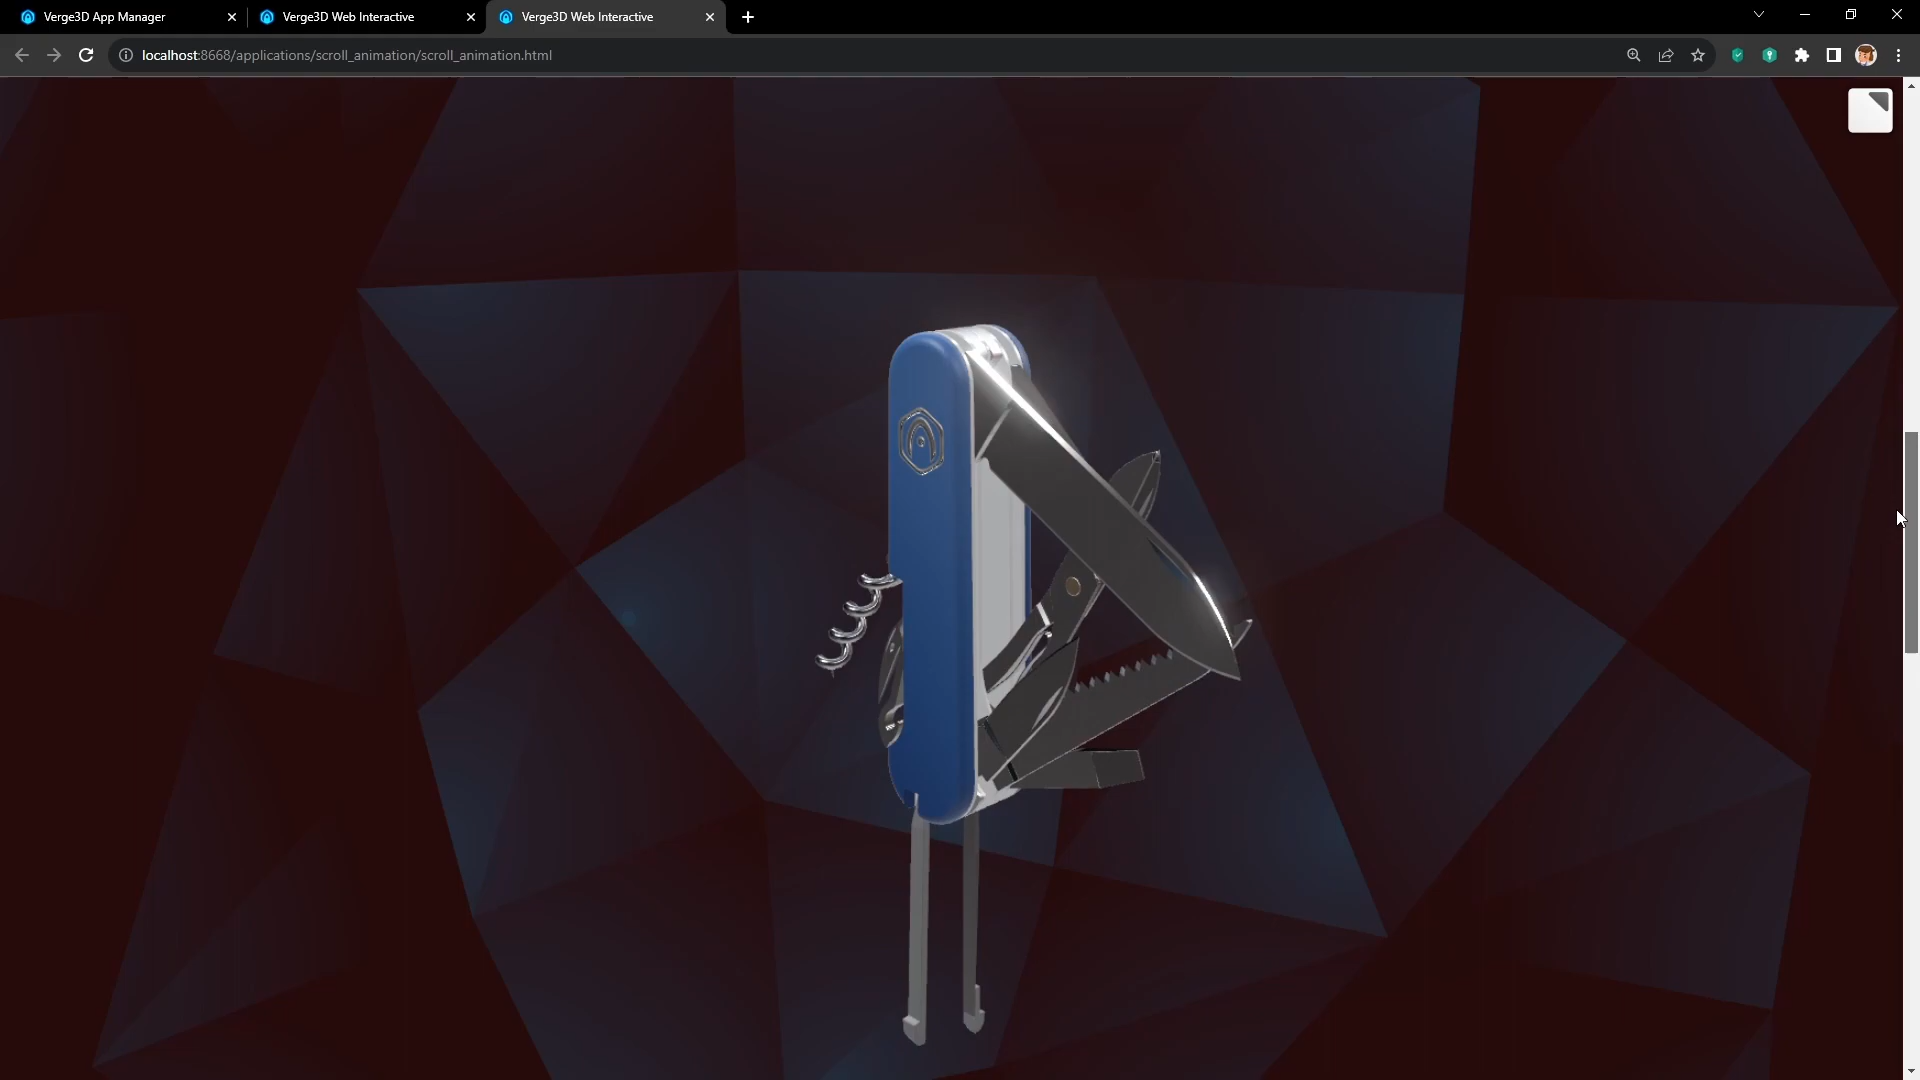 Verge3D App Manager
Verge3D Web Interactive
Verge3D Web Interactive
localhost:8668/applications/scroll_animation/scroll_animation.html